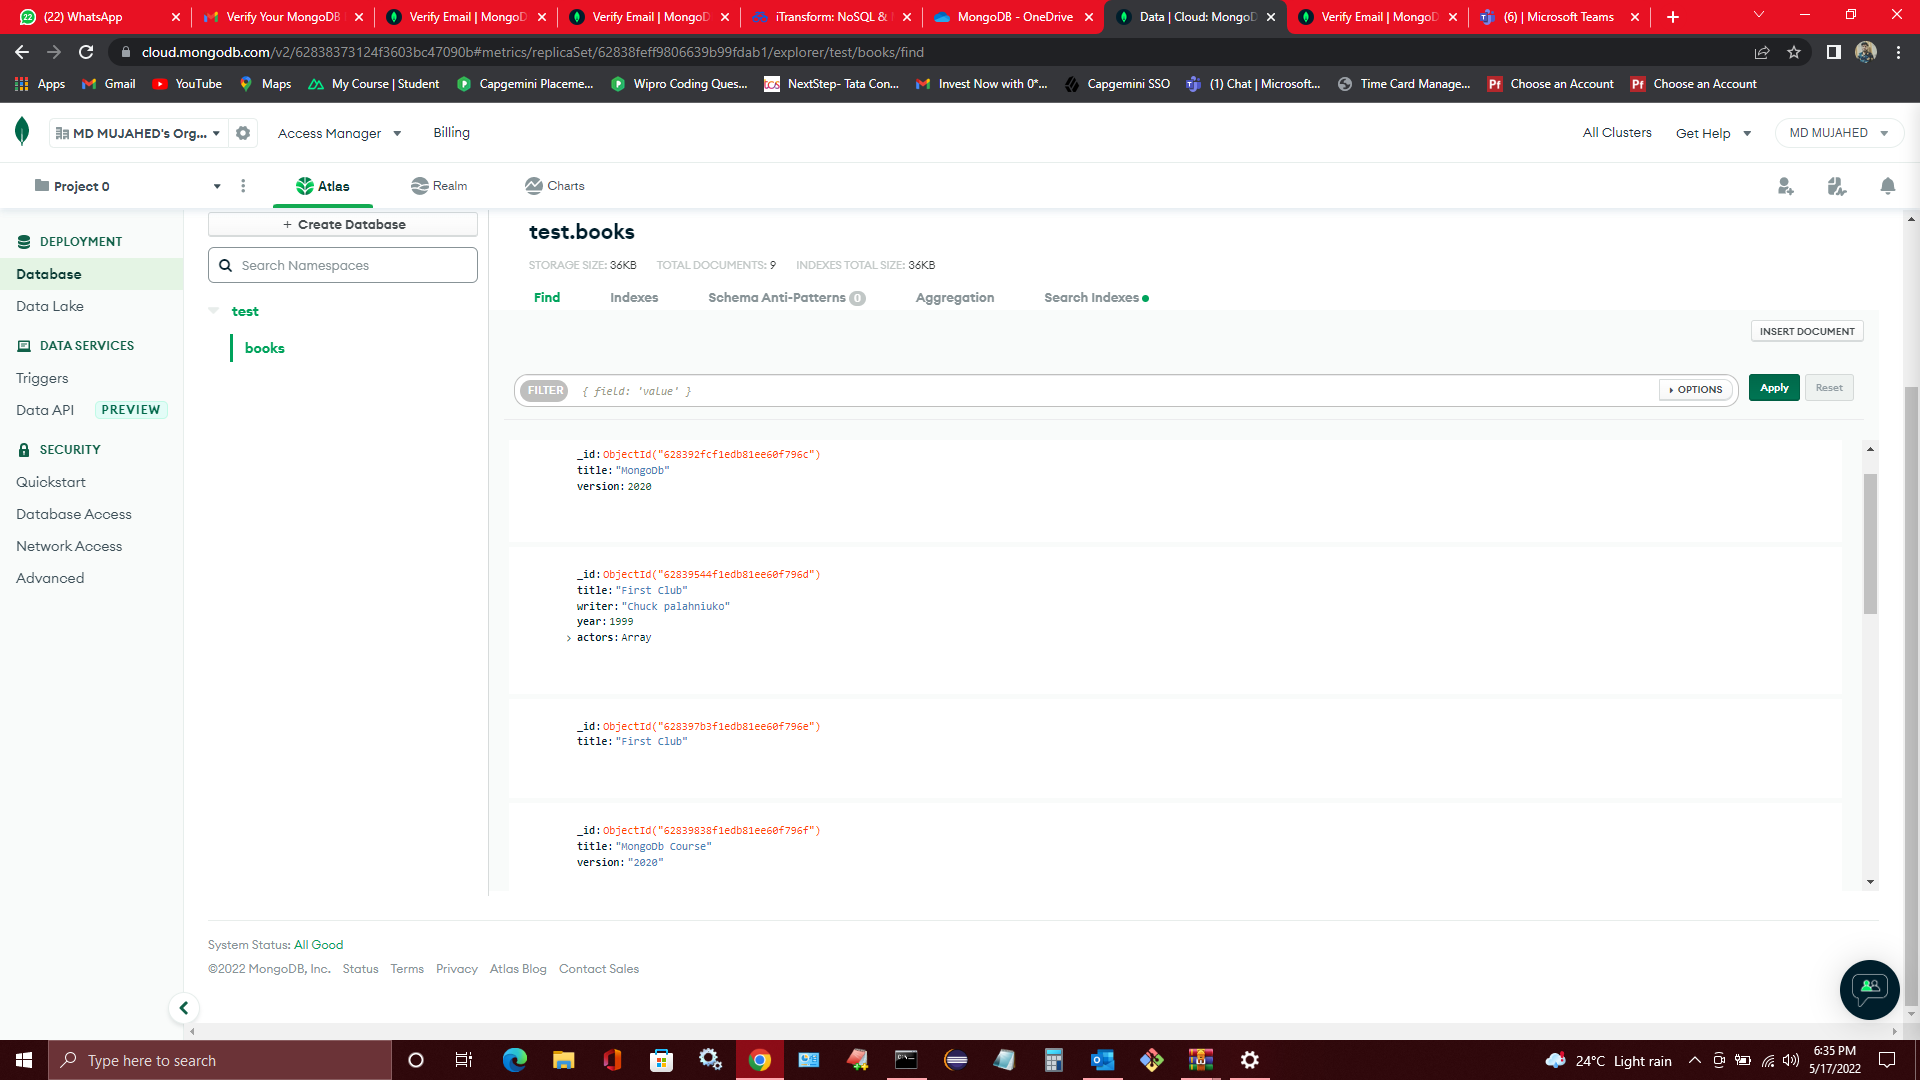 (22) WhatsApp
Verify Your MongoDB
Verify Email | MongoD
Verify Email | MongoD
iTransform: NoSQL &
MongoDB - OneDrive
Data | Cloud: MongoD
Verify Email | MongoD
(6) | Microsoft Teams
cloud.mongodb.com/v2/62838373124f3603bc47090b#metrics/replicaSet/62838feff9806639b99fdab1/explorer/test/books/find
Apps
Gmail
YouTube
Maps
My Course | Student
Capgemini Placeme...
Wipro Coding Ques...
NextStep- Tata Con...
Invest Now with 0*...
Capgemini SSO
(1) Chat | Microsoft...
Time Card Manage...
Choose an Account
Choose an Account
MD MUJAHED's Org...
Access Manager
Billing
All Clusters
Get Help
MD MUJAHED
Project 0
Atlas
Realm
Charts
DEPLOYMENT
Database
Data Lake
DATA SERVICES
Triggers
Data API PREVIEW
SECURITY
Quickstart
Database Access
Network Access
Advanced
+ Create Database
Search Namespaces
test
books
test.books
STORAGE SIZE: 36KB TOTAL DOCUMENTS: 9 INDEXES TOTAL SIZE: 36KB
Find Indexes Schema Anti-Patterns 0 Aggregation Search Indexes
INSERT DOCUMENT
FILTER { field: 'value' } OPTIONS Apply Reset
_id: ObjectId("628392fcf1edb81ee60f796c")
title: "MongoDb"
version: 2020
_id: ObjectId("62839544f1edb81ee60f796d")
title: "First Club"
writer: "Chuck palahniuko"
year: 1999
actors: Array
_id: ObjectId("628397b3f1edb81ee60f796e")
title: "First Club"
_id: ObjectId("62839838f1edb81ee60f796f")
title: "MongoDb Course"
version: "2020"
System Status: All Good
©2022 MongoDB, Inc. Status Terms Privacy Atlas Blog Contact Sales
Type here to search
24°C Light rain
6:35 PM
5/17/2022